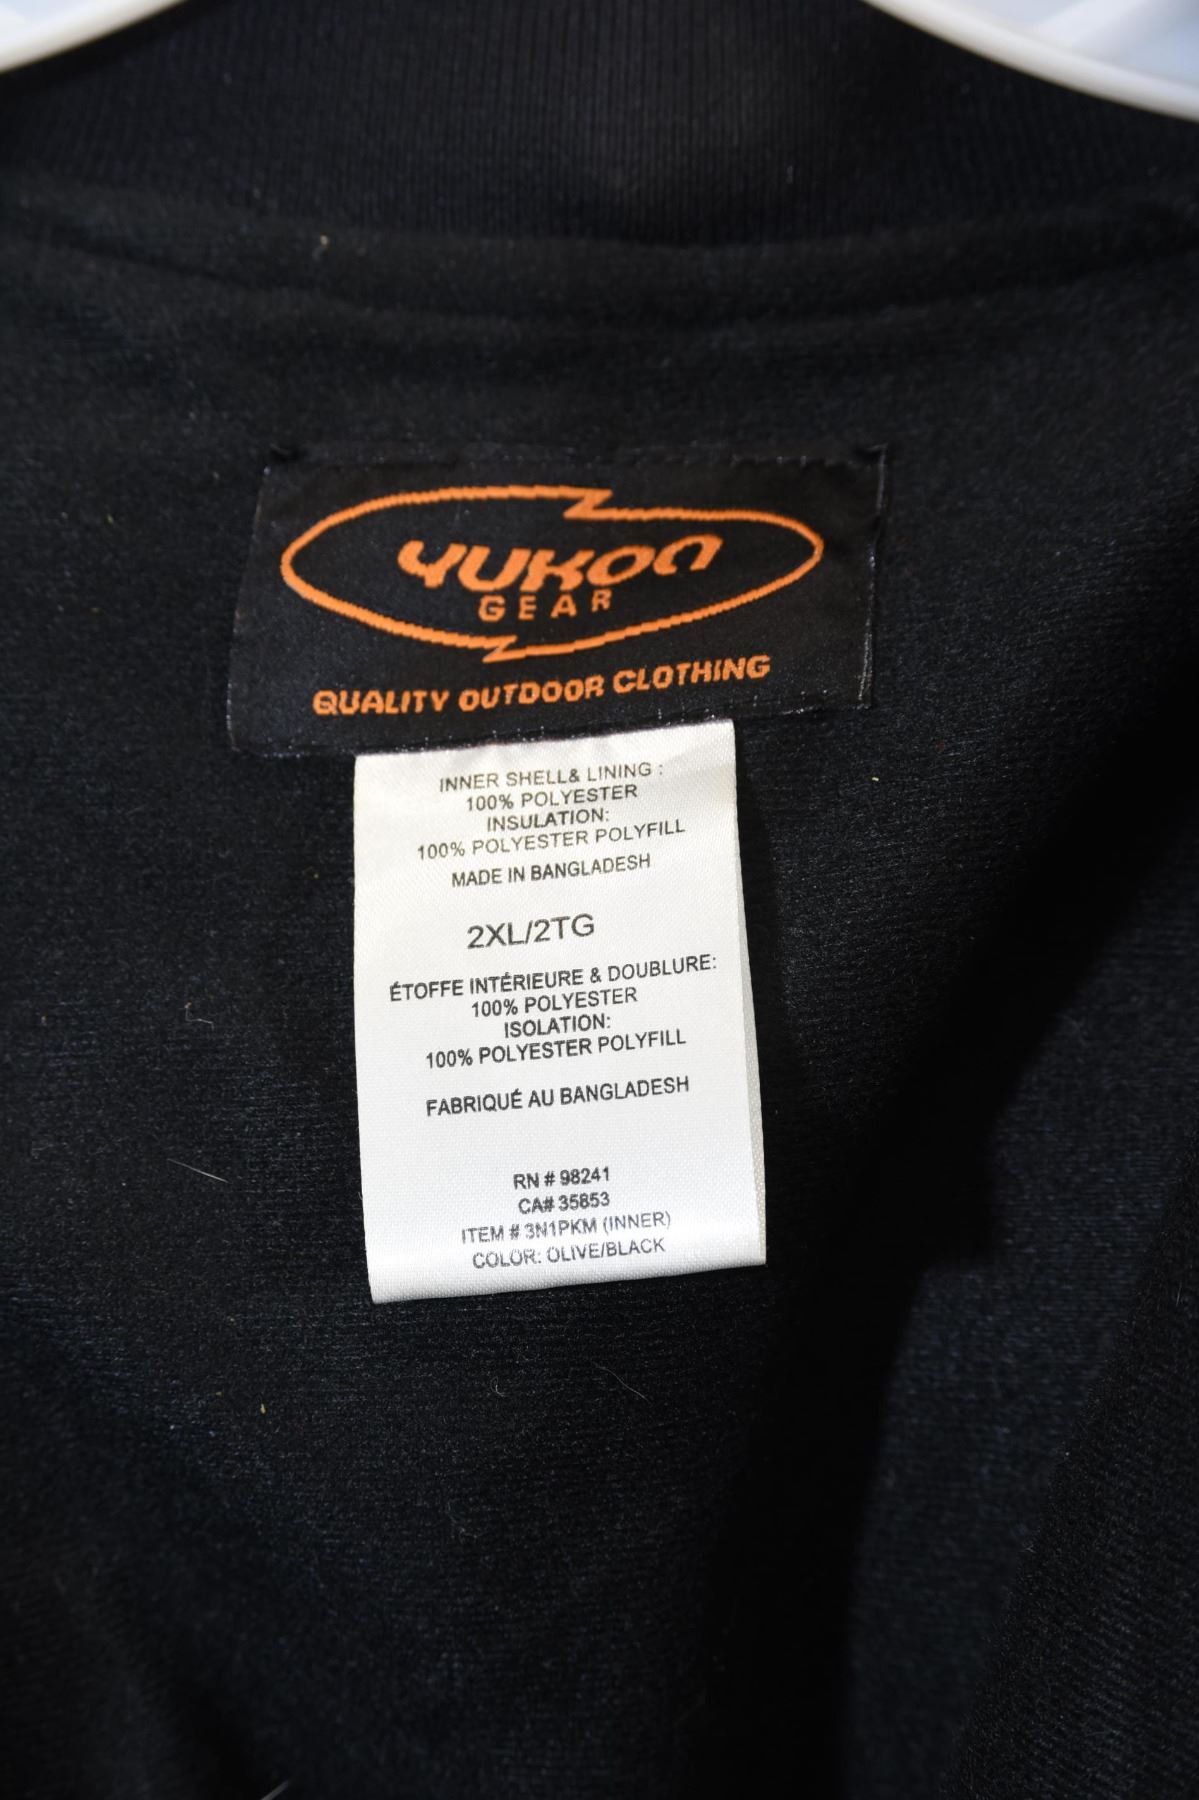 YUKON
GEAR
QUALITY OUTDOOR CLOTHING
INNER SHELL& LINING :
100% POLYESTER
INSULATION:
100% POLYESTER POLYFILL
MADE IN BANGLADESH
2XL/2TG
ÉTOFFE INTÉRIEURE & DOUBLURE:
100% POLYESTER
ISOLATION:
100% POLYESTER POLYFILL
FABRIQUÉ AU BANGLADESH
RN # 98241
CA# 35853
ITEM # 3N1PKM (INNER)
COLOR: OLIVE/BLACK